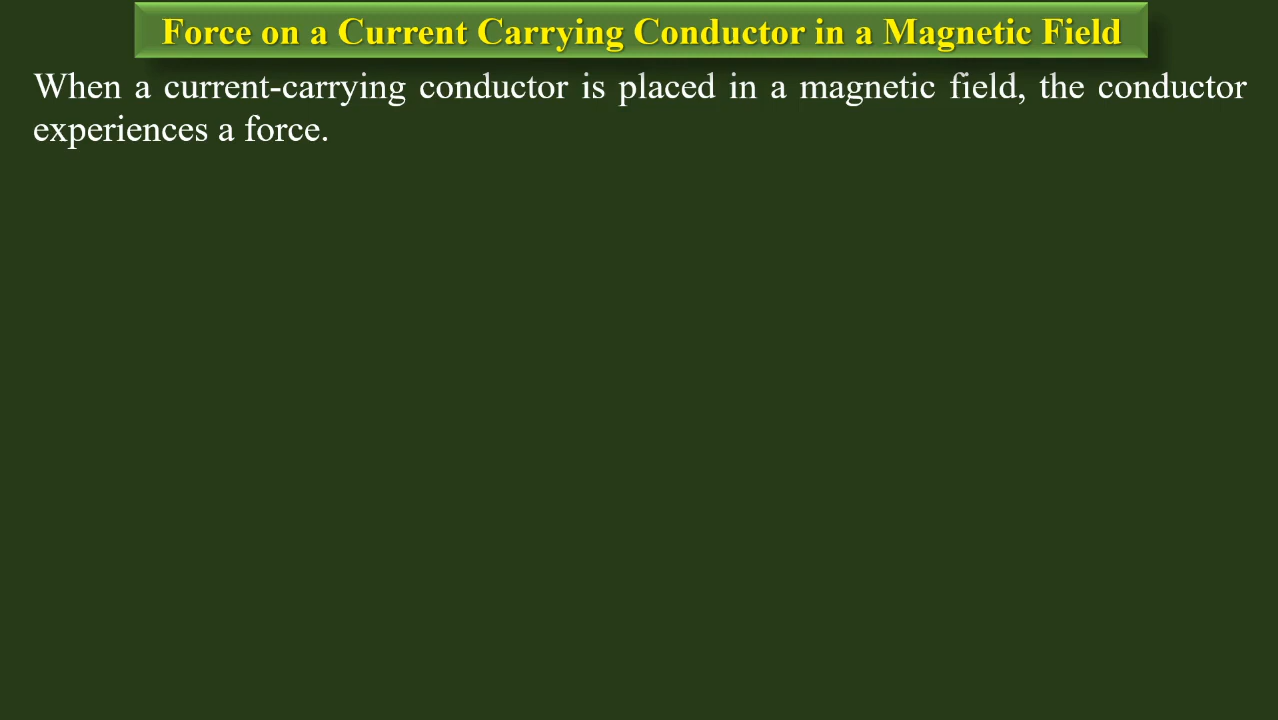 Force on a Current Carrying Conductor in a Magnetic Field
When a current-carrying conductor is placed in a magnetic field, the conductor
experiences a force.